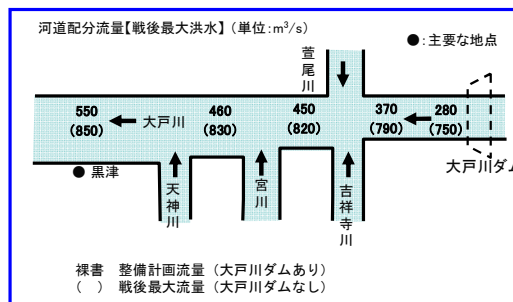 河道配分流量【戦後最大洪水】（単位:m³/s）
●:主要な地点
萱尾川
550 460 450 370 280
(850) 大戸川 (830) (820) (790) (750)
大戸川ダム
● 黒津
天神川
宮川
吉祥寺川
裸書 整備計画流量（大戸川ダムあり）
（ ） 戦後最大流量（大戸川ダムなし）